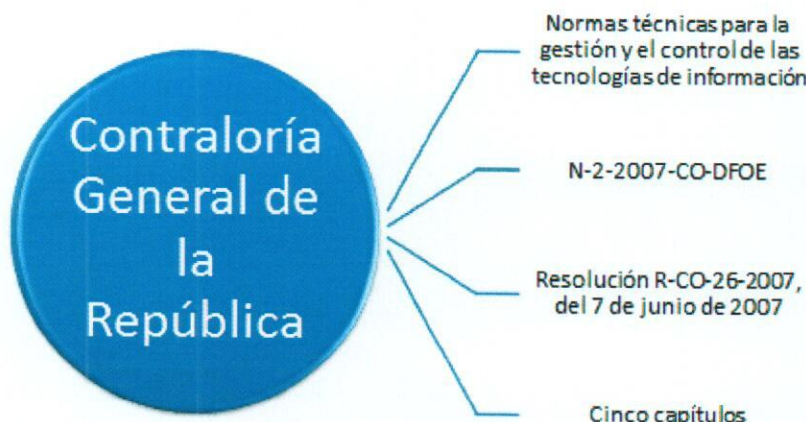 Contraloría
General de
la
República
Normas técnicas para la
gestión y el control de las
tecnologías de información
N-2-2007-CO-DFOE
Resolución R-CO-26-2007,
del 7 de junio de 2007
Cinco capítulos